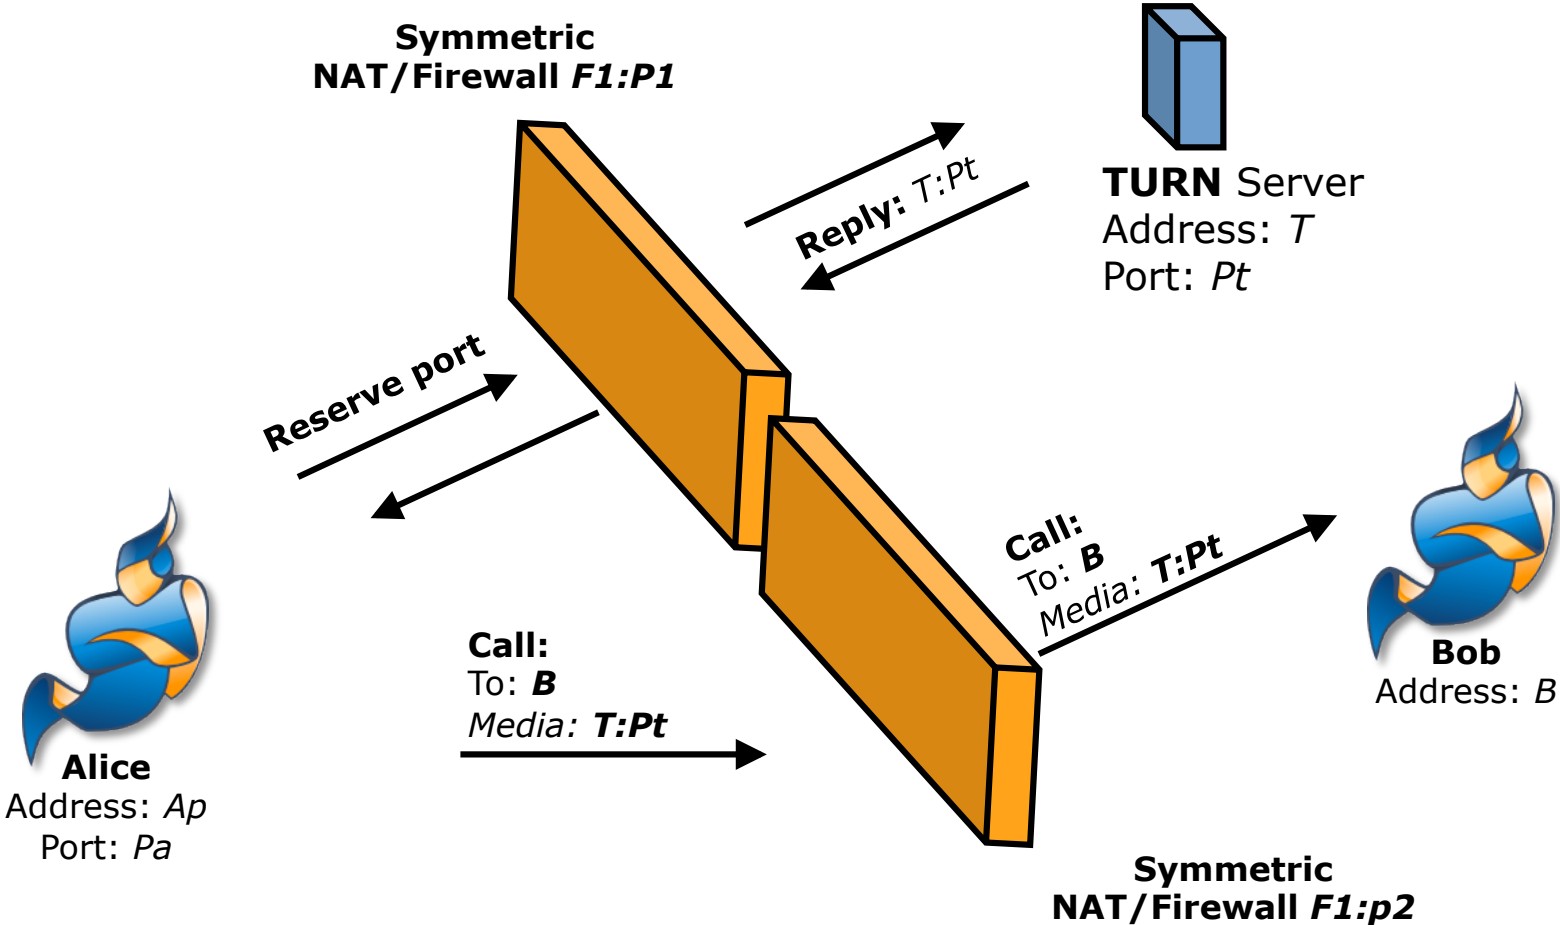 Symmetric
NAT/Firewall F1:P1
Reply: T:Pt
TURN Server
Address: T
Port: Pt
Reserve port
Call:
To: B
Media: T:Pt
Bob
Address: B
Call:
To: B
Media: T:Pt
Alice
Address: Ap
Port: Pa
Symmetric
NAT/Firewall F1:p2